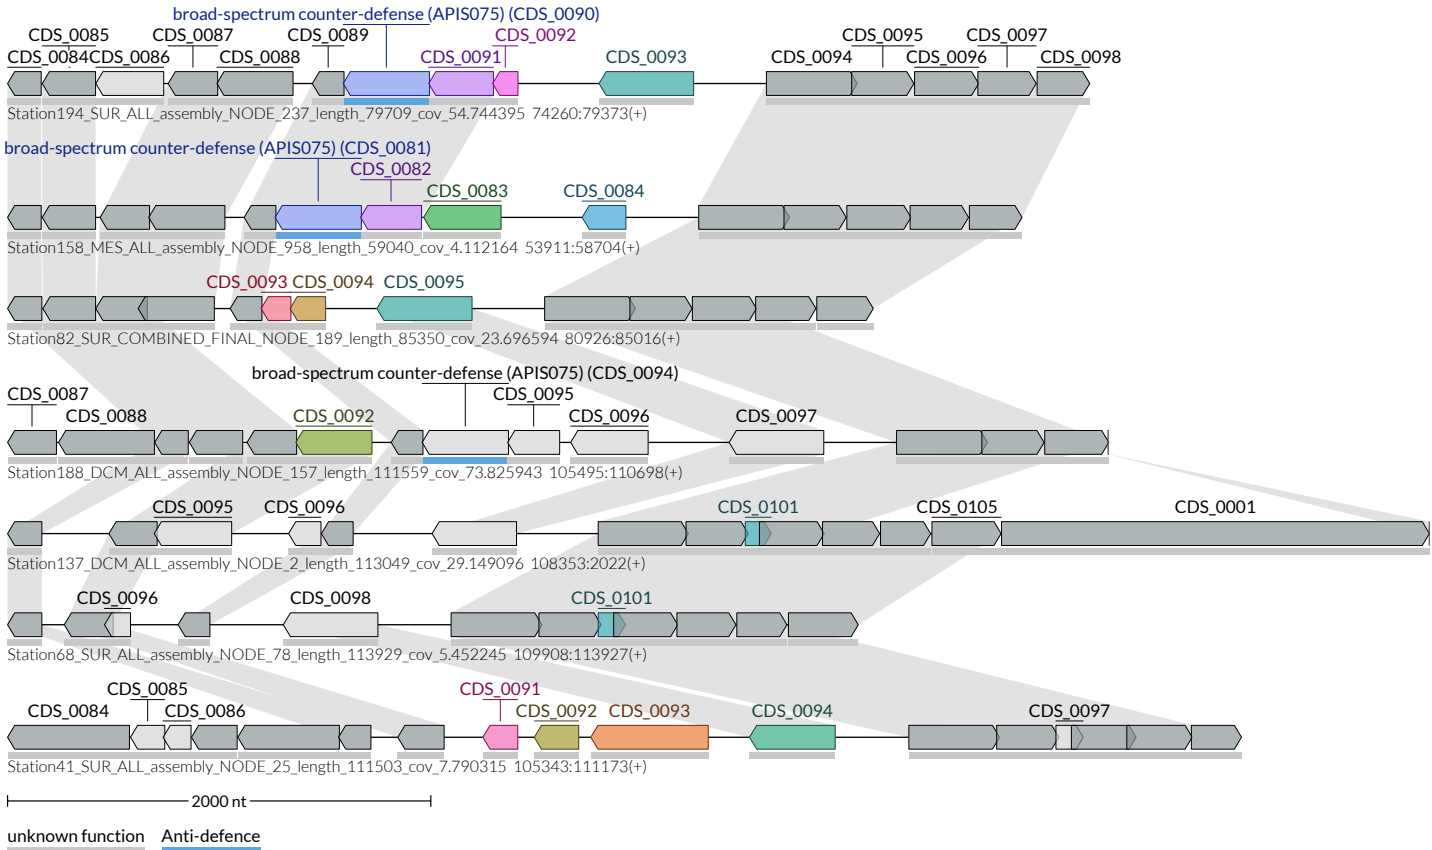 broad-spectrum counter-defense (APIS075) (CDS_0090)
CDS_0085 CDS_0087 CDS_0089 CDS_0092 CDS_0095 CDS_0097
CDS_0084 CDS_0086 CDS_0088 CDS_0091 CDS_0093 CDS_0094 CDS_0096 CDS_0098
Station194_SUR_ALL_assembly_NODE_237_length_79709_cov_54.744395 74260:79373(+)
broad-spectrum counter-defense (APIS075) (CDS_0081)
CDS_0082
CDS_0083 CDS_0084
Station158_MES_ALL_assembly_NODE_958_length_59040_cov_4.112164 53911:58704(+)
CDS_0093 CDS_0094 CDS_0095
Station82_SUR_COMBINED_FINAL_NODE_189_length_85350_cov_23.696594 80926:85016(+)
broad-spectrum counter-defense (APIS075) (CDS_0094)
CDS_0087 CDS_0095
CDS_0088 CDS_0092 CDS_0096 CDS_0097
Station188_DCM_ALL_assembly_NODE_157_length_111559_cov_73.825943 105495:110698(+)
CDS_0095 CDS_0096 CDS_0101 CDS_0105 CDS_0001
Station137_DCM_ALL_assembly_NODE_2_length_113049_cov_29.149096 108353:2022(+)
CDS_0096 CDS_0098 CDS_0101
Station68_SUR_ALL_assembly_NODE_78_length_113929_cov_5.452245 109908:113927(+)
CDS_0085 CDS_0091
CDS_0084 CDS_0086 CDS_0092 CDS_0093 CDS_0094 CDS_0097
Station41_SUR_ALL_assembly_NODE_25_length_111503_cov_7.790315 105343:111173(+)
2000 nt
unknown function Anti-defence